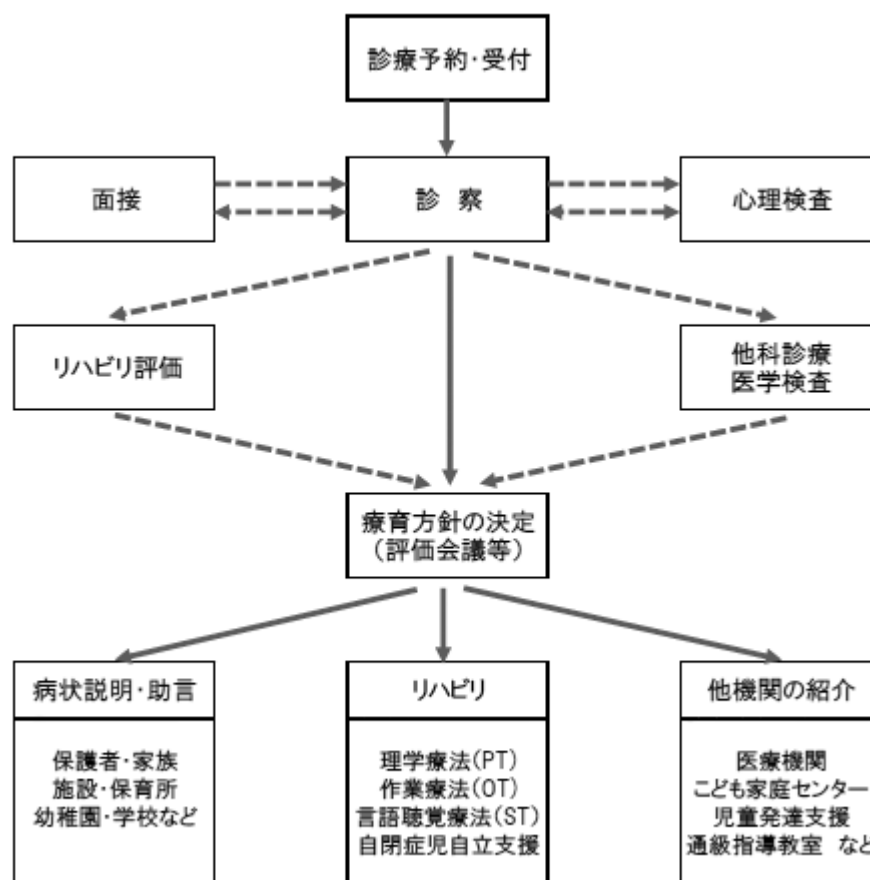 診療予約・受付
面接
診 察
心理検査
リハビリ評価
他科診療
医学検査
療育方針の決定
(評価会議等)
病状説明・助言
保護者・家族
施設・保育所
幼稚園・学校など
リハビリ
理学療法(PT)
作業療法(OT)
言語聴覚療法(ST)
自閉症児自立支援
他機関の紹介
医療機関
こども家庭センター
児童発達支援
通級指導教室 など